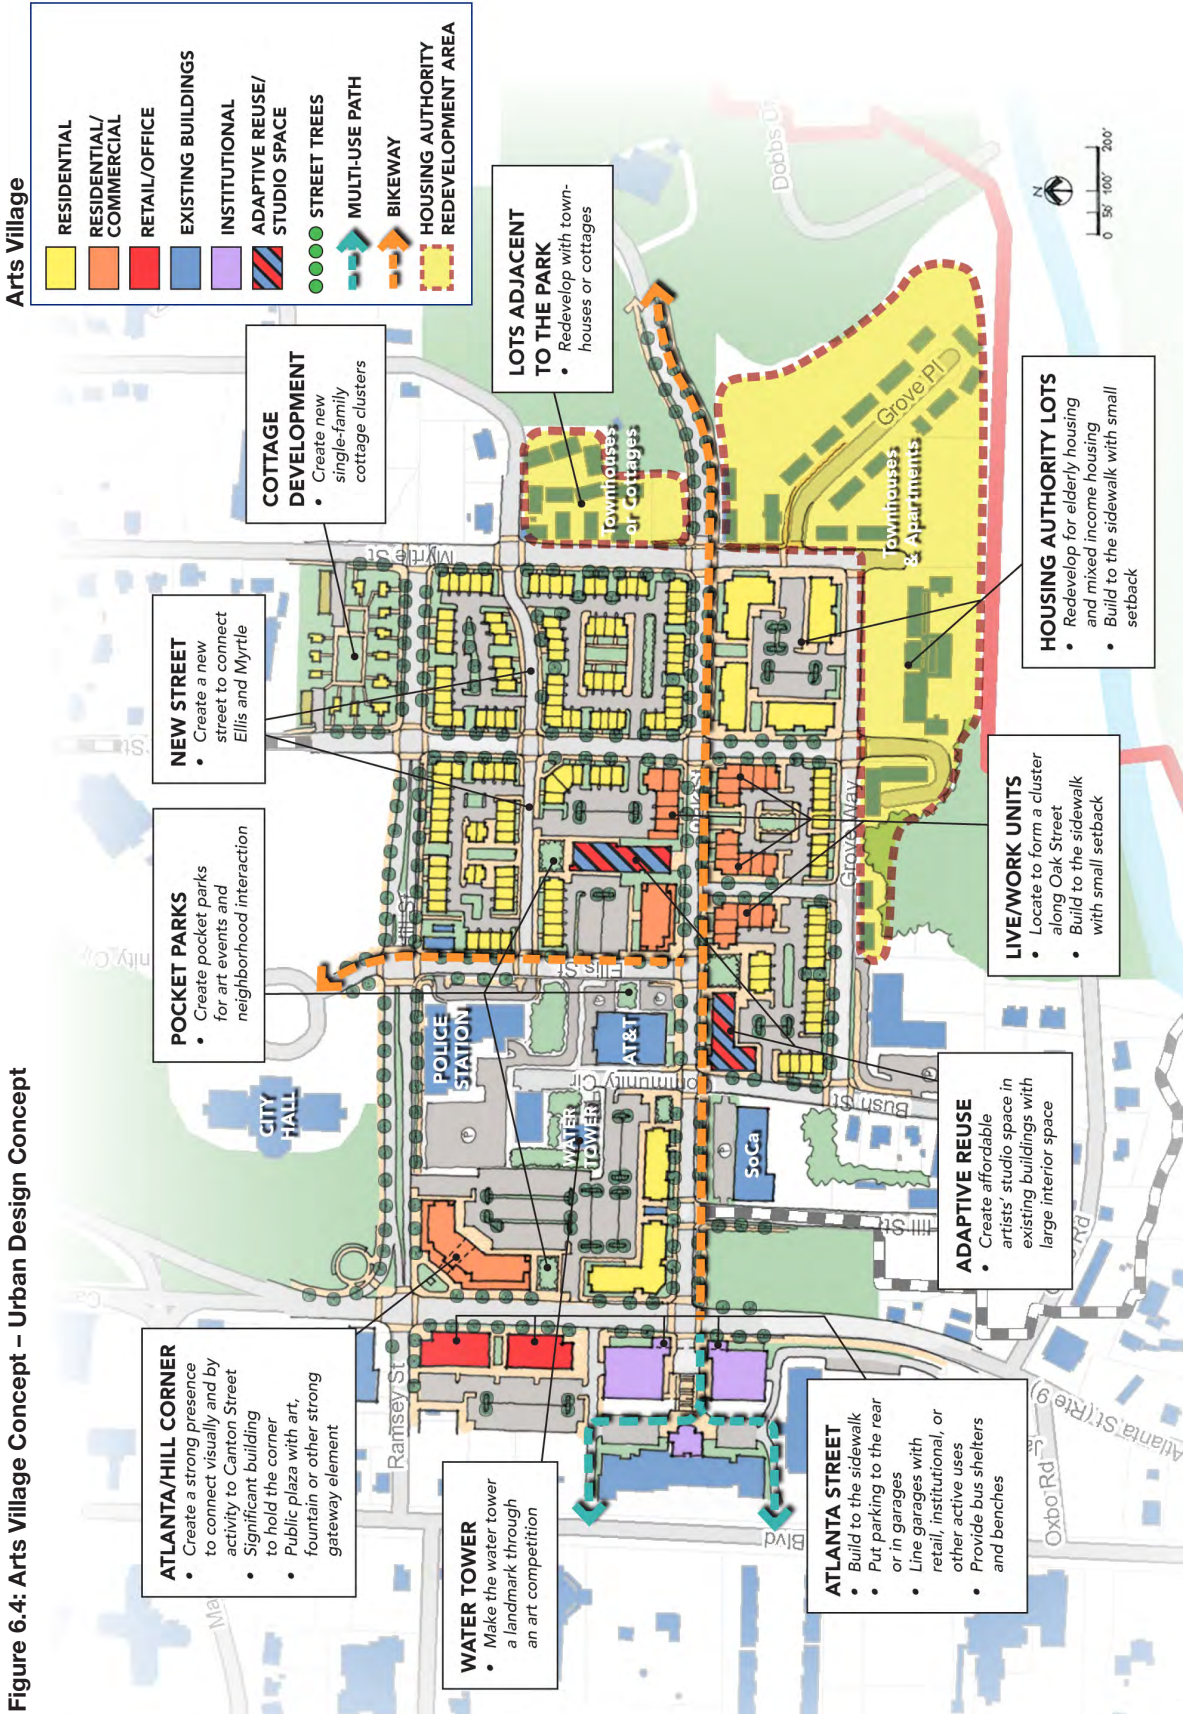 Figure 6.4: Arts Village Concept – Urban Design Concept
Arts Village
RESIDENTIAL
RESIDENTIAL/
COMMERCIAL
RETAIL/OFFICE
EXISTING BUILDINGS
INSTITUTIONAL
ADAPTIVE REUSE/
STUDIO SPACE
STREET TREES
MULTI-USE PATH
BIKEWAY
HOUSING AUTHORITY
REDEVELOPMENT AREA
ATLANTA/HILL CORNER
• Create a strong presence
to connect visually and by
activity to Canton Street
• Significant building
to hold the corner
• Public plaza with art,
fountain or other strong
gateway element
POCKET PARKS
• Create pocket parks
for art events and
neighborhood interaction
NEW STREET
• Create a new
street to connect
Ellis and Myrtle
COTTAGE
DEVELOPMENT
• Create new
single-family
cottage clusters
LOTS ADJACENT
TO THE PARK
• Redevelop with town-
houses or cottages
WATER TOWER
• Make the water tower
a landmark through
an art competition
ATLANTA STREET
• Build to the sidewalk
• Put parking to the rear
or in garages
• Line garages with
retail, institutional, or
other active uses
• Provide bus shelters
and benches
ADAPTIVE REUSE
• Create affordable
artists' studio space in
existing buildings with
large interior space
LIVE/WORK UNITS
• Locate to form a cluster
along Oak Street
• Build to the sidewalk
with small setback
HOUSING AUTHORITY LOTS
• Redevelop for elderly housing
and mixed income housing
• Build to the sidewalk with small
setback
CITY
HALL
POLICE
STATION
WATER
TOWER
AT&T
SoCa
Townhouses
or Cottages
Townhouses
& Apartments
Ramsey St
Hill St
Myrtle St
Ellis St
Community Cir
Bush St
Hill St
Grove Way
Grove Pl
Dobbs Dr
Oxbo Rd
Atlanta St (Rte 9)
Blvd
P
P
P
N
0 50' 100' 200'